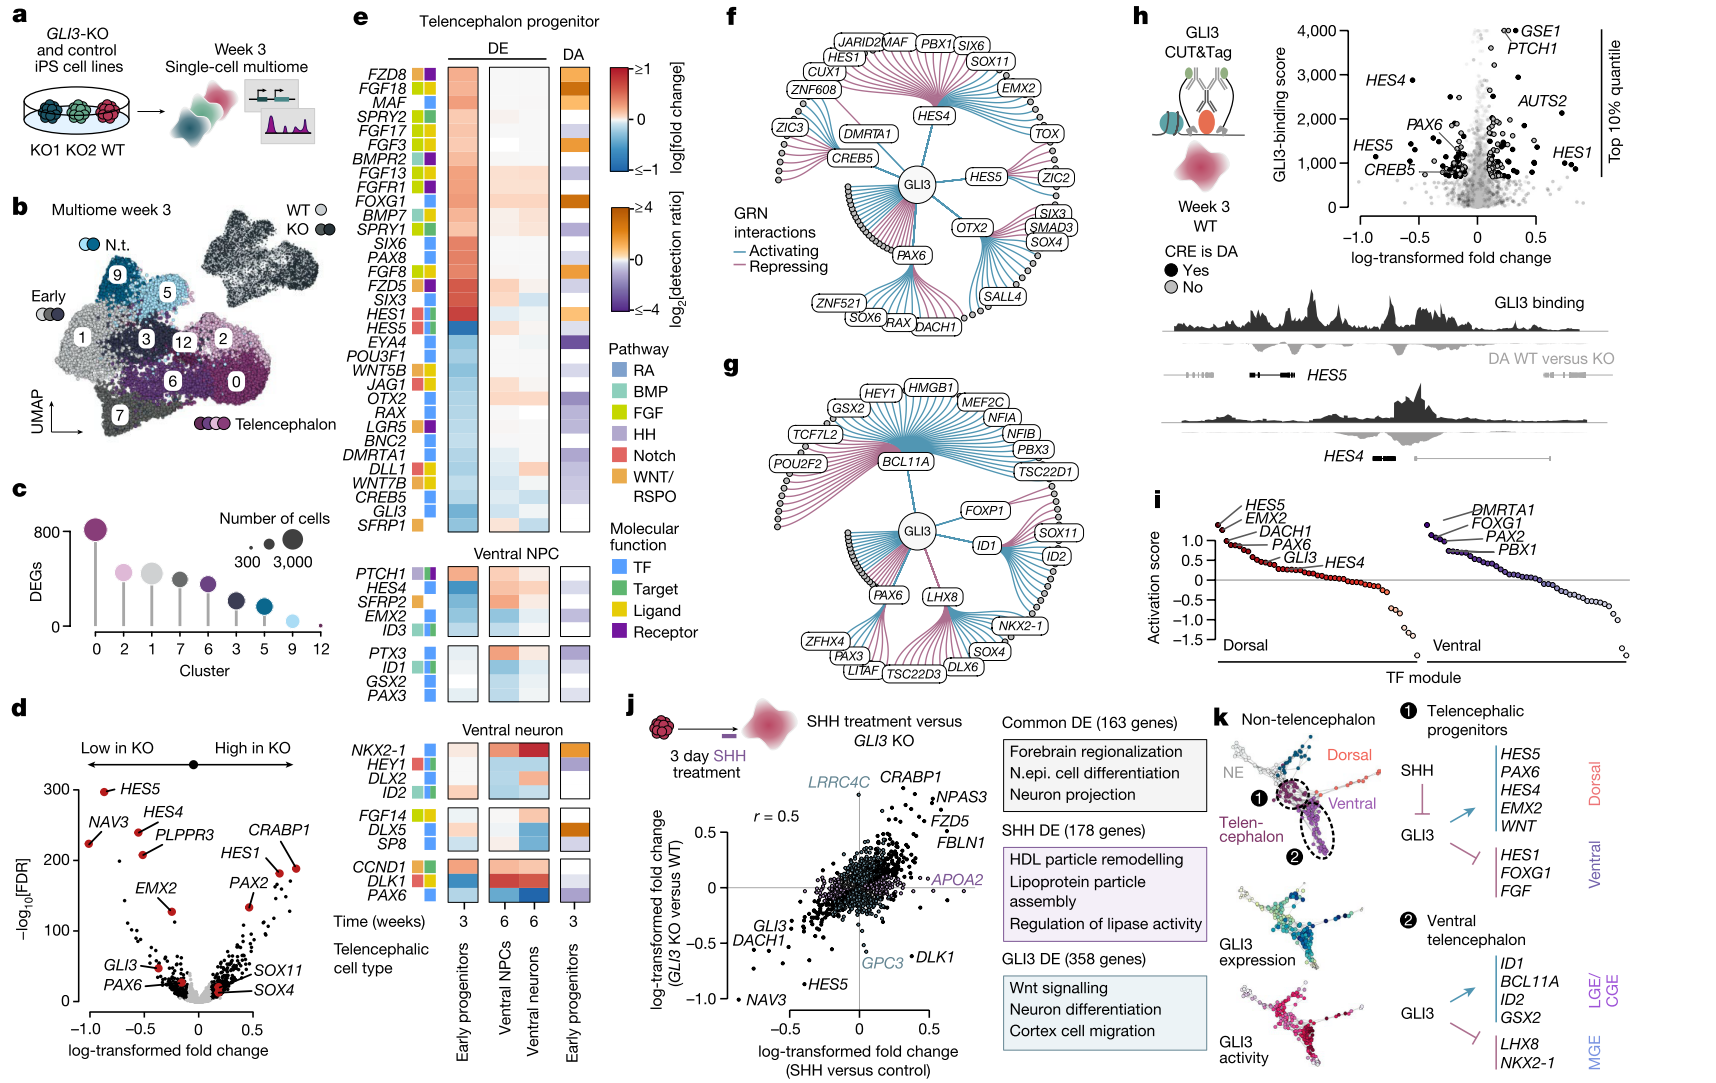 a
GLI3-KO
and control
iPS cell lines
KO1 KO2 WT
Week 3
Single-cell multiome
b
Multiome week 3
WT
KO
N.t.
Early
9
5
1
3
12
2
6
0
7
Telencephalon
UMAP
c
800
0
DEGs
Number of cells
300
3,000
0 2 1 7 6 3 5 9 12
Cluster
d
Low in KO
High in KO
300
200
100
0
−log10[FDR]
HES5
HES4
NAV3
PLPPR3
CRABP1
HES1
EMX2
PAX2
GLI3
PAX6
SOX11
SOX4
−1.0 −0.5 0 0.5
log-transformed fold change
e
Telencephalon progenitor
DE
DA
FZD8
FGF18
MAF
SPRY2
FGF17
FGF3
BMPR2
FGF13
FGFR1
FOXG1
BMP7
SPRY1
SIX6
PAX8
FGF8
FZD5
SIX3
HES1
HES5
EYA4
POU3F1
WNT5B
JAG1
OTX2
RAX
LGR5
BNC2
DMRTA1
DLL1
WNT7B
CREB5
GLI3
SFRP1
Ventral NPC
PTCH1
HES4
SFRP2
EMX2
ID3
PTX3
ID1
GSX2
PAX3
Ventral neuron
NKX2-1
HEY1
DLX2
ID2
FGF14
DLX5
SP8
CCND1
DLK1
PAX6
Time (weeks)
3 6 6 3
Telencephalic
cell type
Early progenitors
Ventral NPCs
Ventral neurons
Early progenitors
≥1
0
≤−1
log[fold change]
≥4
0
≤−4
log2[detection ratio]
Pathway
RA
BMP
FGF
HH
Notch
WNT/
RSPO
Molecular
function
TF
Target
Ligand
Receptor
f
JARID2
MAF
PBX1
SIX6
HES1
SOX11
CUX1
ZNF608
EMX2
HES4
ZIC3
DMRTA1
TOX
CREB5
GLI3
HES5
ZIC2
GRN
interactions
Activating
Repressing
OTX2
SIX3
SMAD3
SOX4
PAX6
SALL4
ZNF521
SOX6
RAX
DACH1
g
HMGB1
HEY1
MEF2C
GSX2
NFIA
TCF7L2
NFIB
PBX3
POU2F2
BCL11A
TSC22D1
FOXP1
GLI3
SOX11
ID1
ID2
PAX6
LHX8
NKX2-1
ZFHX4
SOX4
PAX3
DLX6
LITAF
TSC22D3
h
GLI3
CUT&Tag
Week 3
WT
CRE is DA
Yes
No
GLI3-binding score
4,000
3,000
2,000
1,000
0
GSE1
PTCH1
HES4
AUTS2
PAX6
HES5
HES1
CREB5
Top 10% quantile
−1.0 −0.5 0 0.5
log-transformed fold change
GLI3 binding
DA WT versus KO
HES5
HES4
i
Activation score
1.0
0.5
0
−0.5
−1.0
−1.5
HES5
EMX2
DACH1
PAX6
GLI3
HES4
DMRTA1
FOXG1
PAX2
PBX1
Dorsal
Ventral
TF module
j
3 day SHH
treatment
SHH treatment versus
GLI3 KO
LRRC4C
CRABP1
r = 0.5
NPAS3
FZD5
FBLN1
APOA2
GLI3
DACH1
GPC3
DLK1
HES5
NAV3
0.5
0
−0.5
−1.0
log-transformed fold change
(GLI3 KO versus WT)
−0.5 0 0.5
log-transformed fold change
(SHH versus control)
Common DE (163 genes)
Forebrain regionalization
N.epi. cell differentiation
Neuron projection
SHH DE (178 genes)
HDL particle remodelling
Lipoprotein particle
assembly
Regulation of lipase activity
GLI3 DE (358 genes)
Wnt signalling
Neuron differentiation
Cortex cell migration
k
Non-telencephalon
NE
Dorsal
1
Ventral
Telen-
cephalon
2
GLI3
expression
GLI3
activity
1 Telencephalic
progenitors
SHH
GLI3
HES5
PAX6
HES4
EMX2
WNT
Dorsal
HES1
FOXG1
FGF
Ventral
2 Ventral
telencephalon
GLI3
ID1
BCL11A
ID2
GSX2
LGE/
CGE
LHX8
NKX2-1
MGE